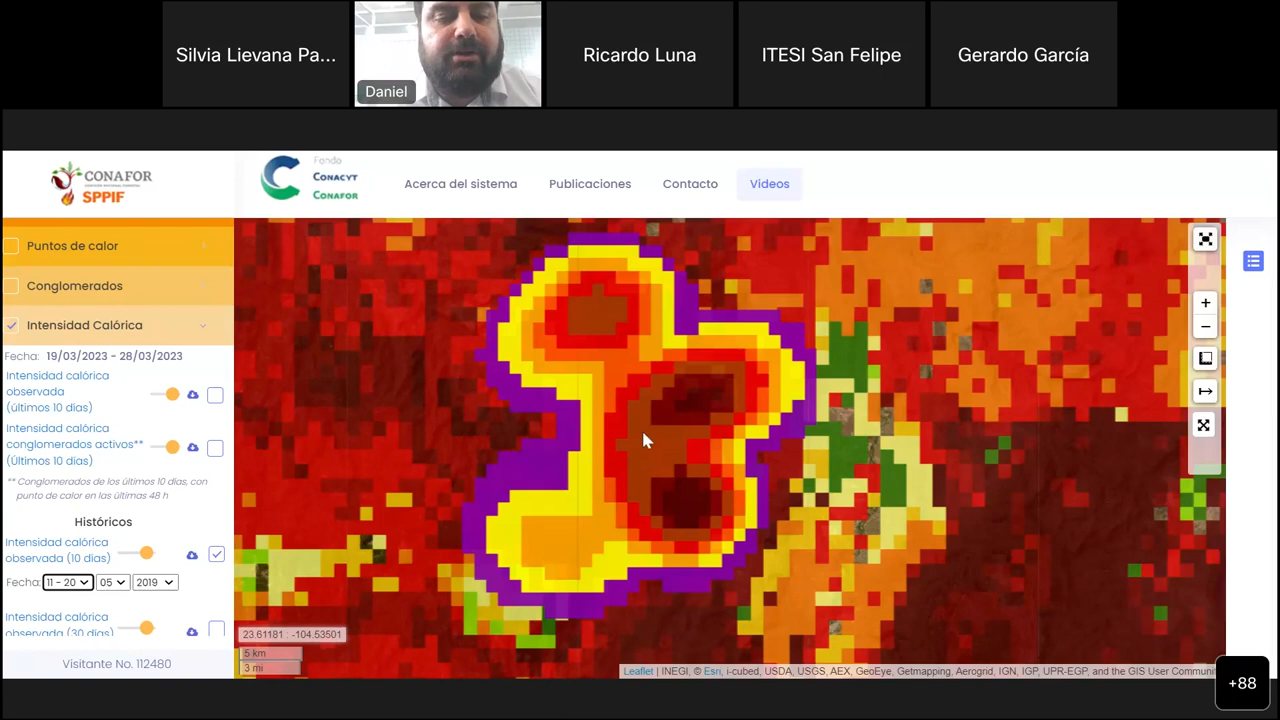 Silvia Lievana Pa...
Daniel
Ricardo Luna
ITESI San Felipe
Gerardo García
CONAFOR
SPPIF
Fondo
CONACYT
CONAFOR
Acerca del sistema
Publicaciones
Contacto
Videos
Puntos de calor
Conglomerados
Intensidad Calórica
Fecha: 19/03/2023 - 28/03/2023
Intensidad calórica
observada
(últimos 10 dias)
Intensidad calórica
conglomerados activos**
(Últimos 10 días)
** Conglomerados de los últimos 10 días, con
punto de calor en las últimas 48 h
Históricos
Intensidad calórica
observada (10 dias)
Fecha: 11 - 20 05 2019
Intensidad calórica
observada (30 dias)
Visitante No. 112480
23.61181 : -104.53501
5 km
3 mi
Leaflet | INEGI, © Esri, i-cubed, USDA, USGS, AEX, GeoEye, Getmapping, Aerogrid, IGN, IGP, UPR-EGP, and the GIS User Commun
+88